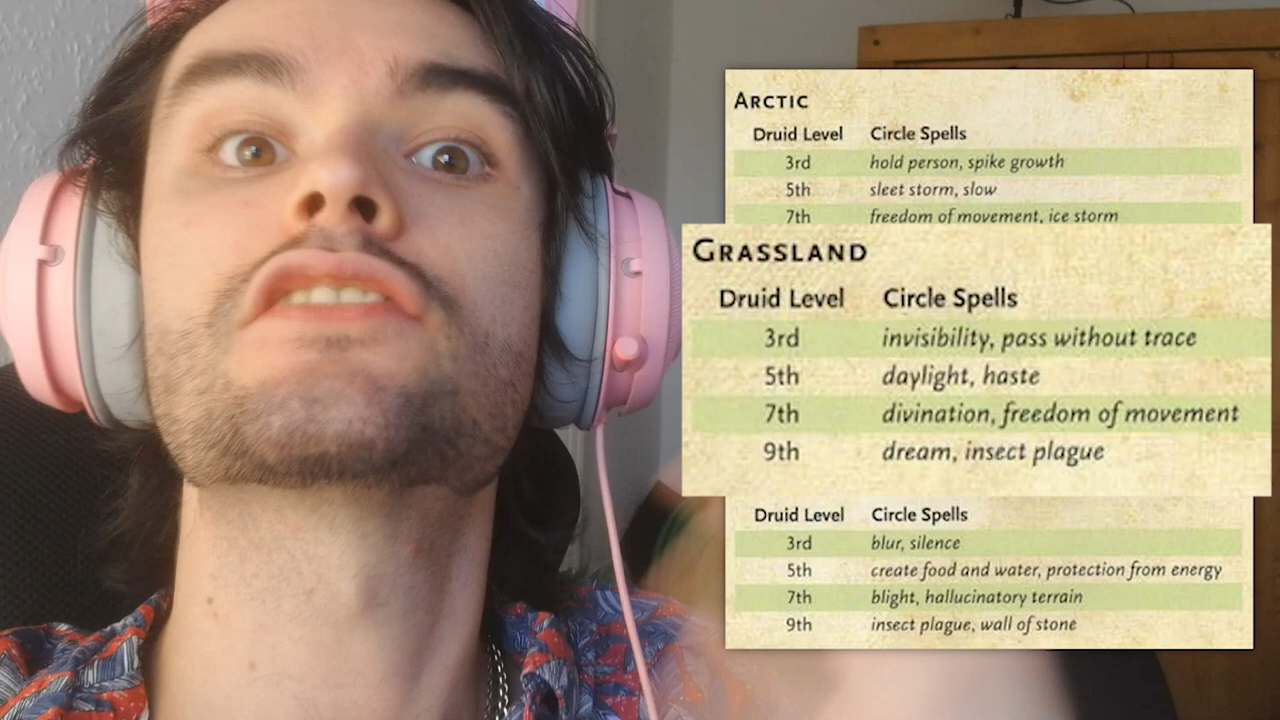 ARCTIC
Druid Level Circle Spells
3rd hold person, spike growth
5th sleet storm, slow
7th freedom of movement, ice storm
GRASSLAND
Druid Level Circle Spells
3rd invisibility, pass without trace
5th daylight, haste
7th divination, freedom of movement
9th dream, insect plague
Druid Level Circle Spells
3rd blur, silence
5th create food and water, protection from energy
7th blight, hallucinatory terrain
9th insect plague, wall of stone